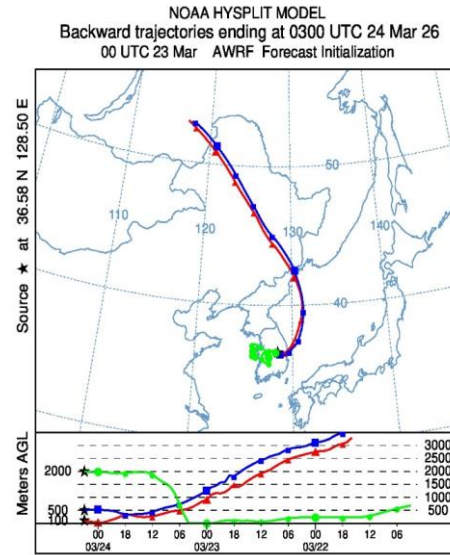 NOAA HYSPLIT MODEL
Backward trajectories ending at 0300 UTC 24 Mar 26
00 UTC 23 Mar AWRF Forecast Initialization
Source ★ at 36.58 N 128.50 E
110
120
130
140
50
40
Meters AGL
2000
500
100
3000
2500
2000
1500
1000
500
00 18 12 06 00 18 12 06 00 18 12 06
03/24 03/23 03/22